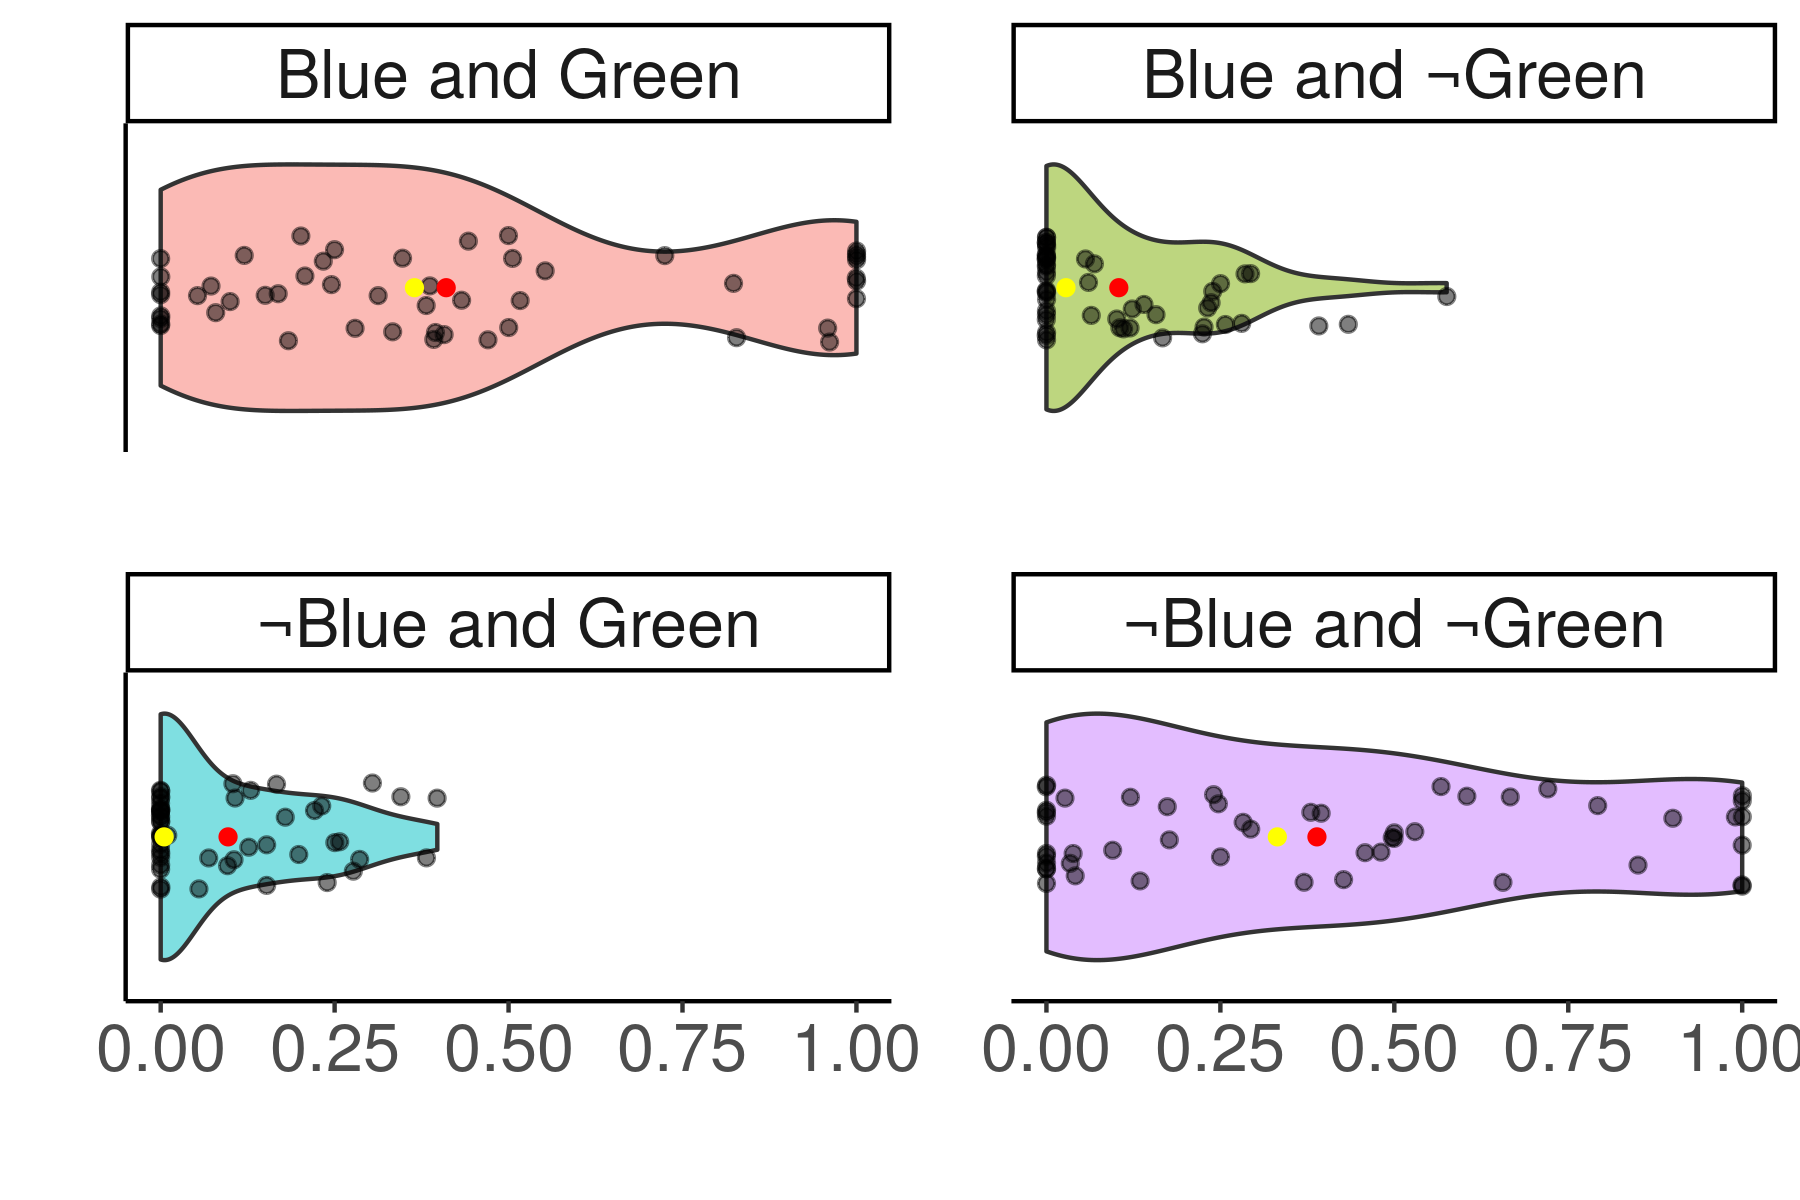 Blue and Green
Blue and ¬Green
¬Blue and Green
¬Blue and ¬Green
0.00 0.25 0.50 0.75 1.00
0.00 0.25 0.50 0.75 1.00